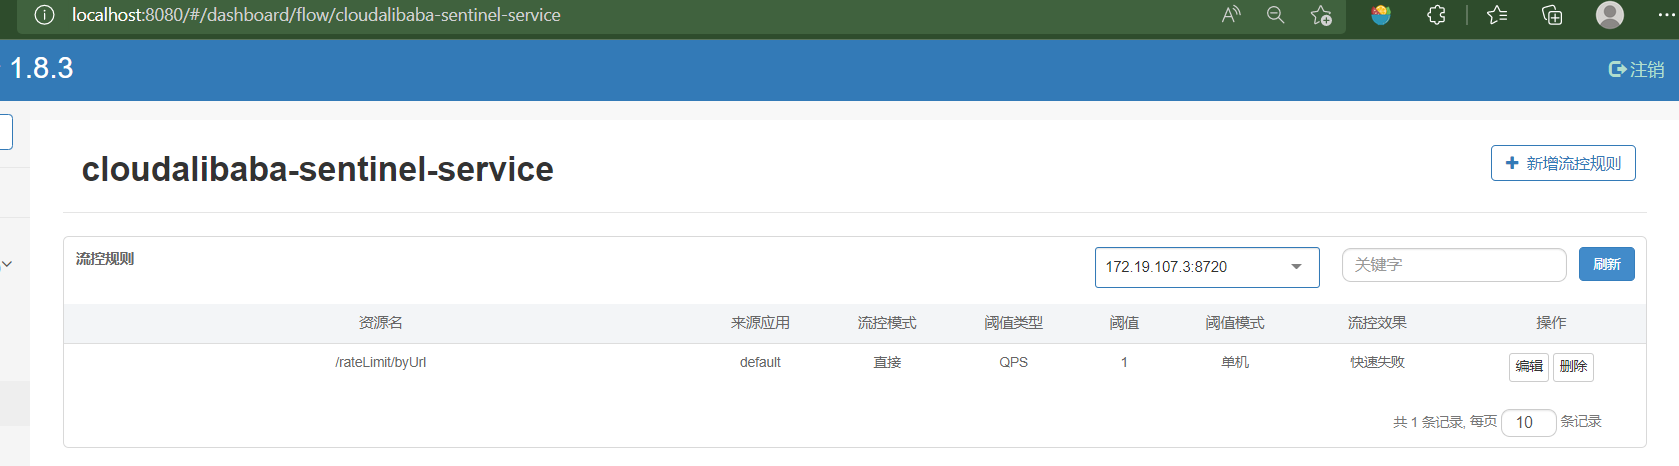 localhost:8080/#/dashboard/flow/cloudalibaba-sentinel-service
1.8.3
注销
cloudalibaba-sentinel-service
新增流控规则
流控规则
172.19.107.3:8720
关键字
刷新
资源名 来源应用 流控模式 阈值类型 阈值 阈值模式 流控效果 操作
/rateLimit/byUrl default 直接 QPS 1 单机 快速失败 编辑 删除
共 1 条记录, 每页 10 条记录